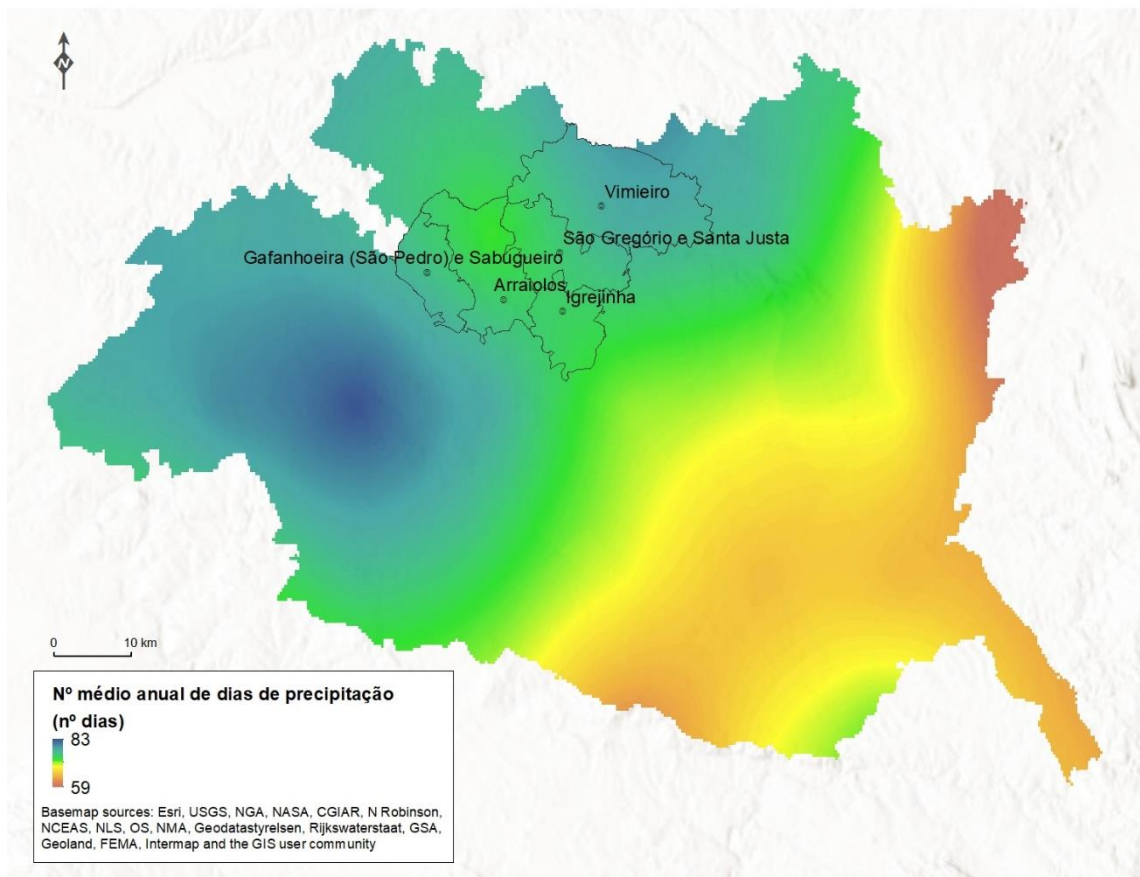 N
Vimieiro
São Gregório e Santa Justa
Gafanhoeira (São Pedro) e Sabugueiro
Arraiolos
Igrejinha
0 10 km
Nº médio anual de dias de precipitação
(nº dias)
83
59
Basemap sources: Esri, USGS, NGA, NASA, CGIAR, N Robinson,
NCEAS, NLS, OS, NMA, Geodatastyrelsen, Rijkswaterstaat, GSA,
Geoland, FEMA, Intermap and the GIS user community